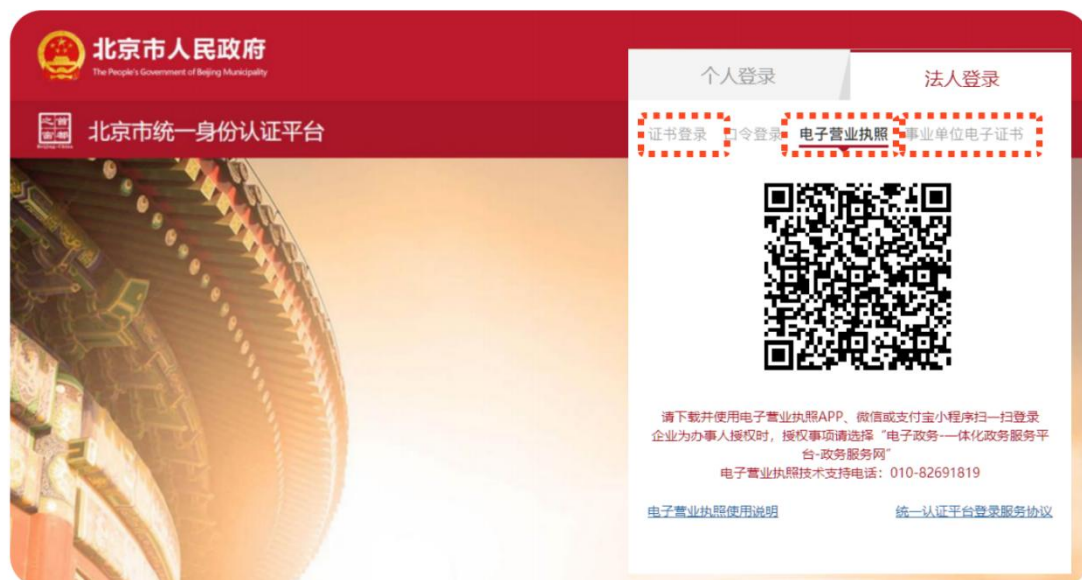 北京市人民政府
The People's Government of Beijing Municipality
首都之窗
Beijing-China
北京市统一身份认证平台
个人登录
法人登录
证书登录
口令登录
电子营业执照
事业单位电子证书
请下载并使用电子营业执照APP、微信或支付宝小程序扫一扫登录
企业为办事人授权时，授权事项请选择“电子政务-一体化政务服务平
台-政务服务网”
电子营业执照技术支持电话：010-82691819
电子营业执照使用说明
统一认证平台登录服务协议